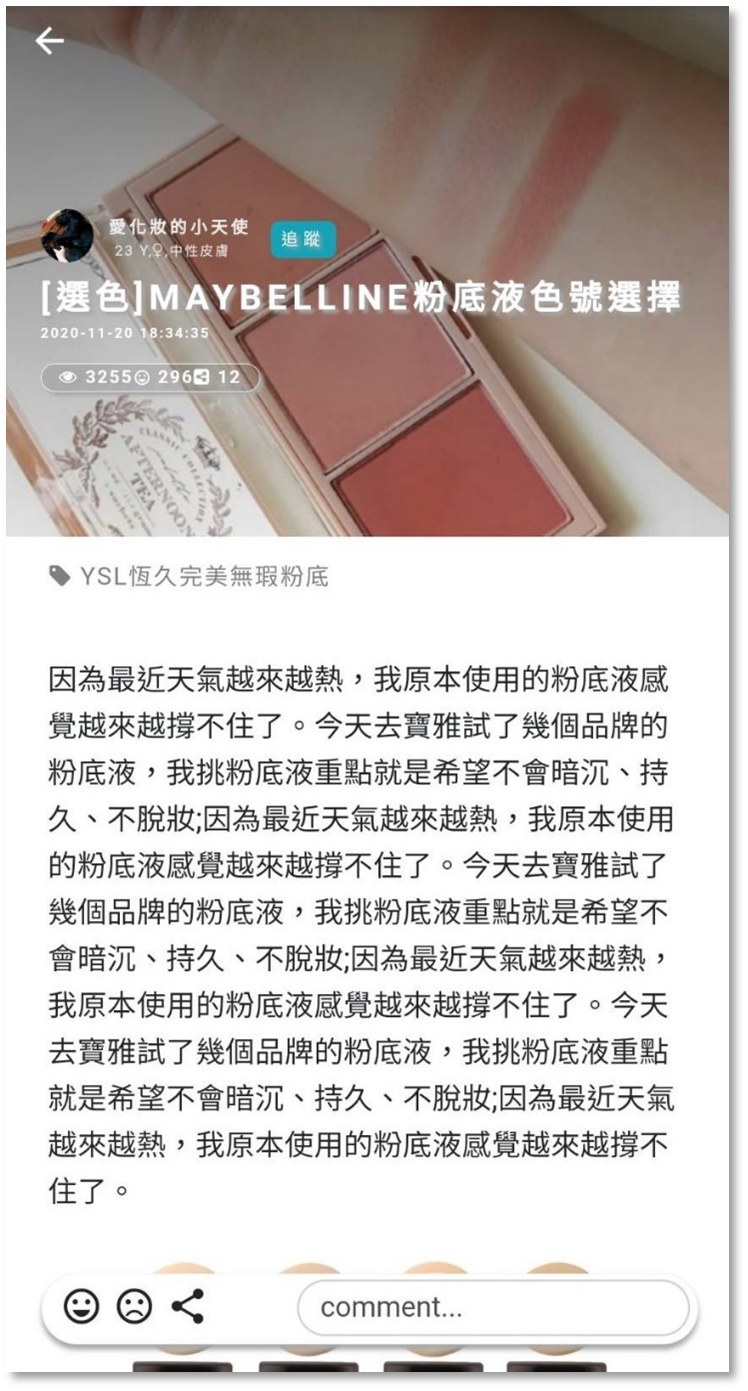 愛化妝的小天使
23 Y,♀,中性皮膚
追蹤
[選色]MAYBELLINE粉底液色號選擇
2020-11-20 18:34:35
3255 296 12
CLASSIC COLLECTION
AFTERNOON
TEA
YSL恆久完美無瑕粉底
因為最近天氣越來越熱，我原本使用的粉底液感
覺越來越撐不住了。今天去寶雅試了幾個品牌的
粉底液，我挑粉底液重點就是希望不會暗沉、持
久、不脫妝;因為最近天氣越來越熱，我原本使用
的粉底液感覺越來越撐不住了。今天去寶雅試了
幾個品牌的粉底液，我挑粉底液重點就是希望不
會暗沉、持久、不脫妝;因為最近天氣越來越熱，
我原本使用的粉底液感覺越來越撐不住了。今天
去寶雅試了幾個品牌的粉底液，我挑粉底液重點
就是希望不會暗沉、持久、不脫妝;因為最近天氣
越來越熱，我原本使用的粉底液感覺越來越撐不
住了。
comment...